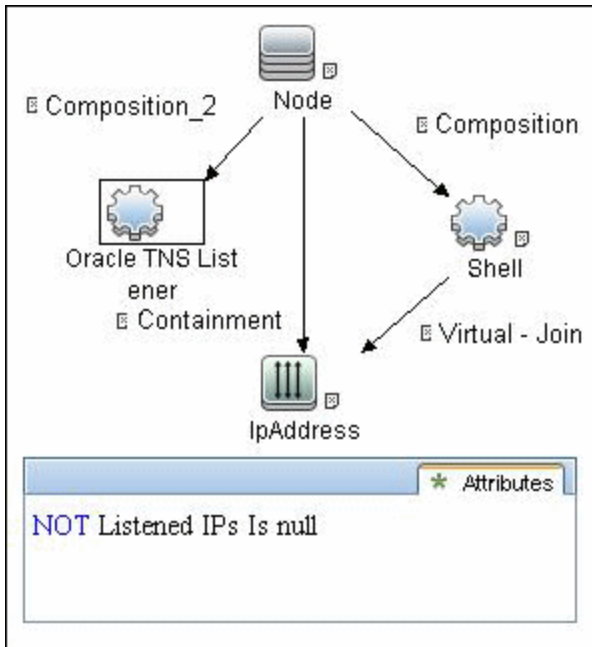 Node
Composition_2
Composition
Oracle TNS List
ener
Shell
Containment
Virtual - Join
IpAddress
Attributes
NOT Listened IPs Is null